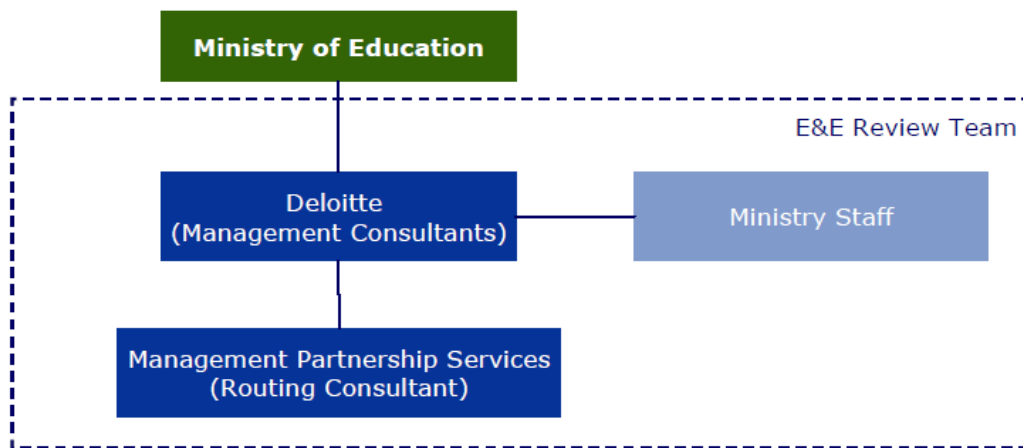 Ministry of Education
E&E Review Team
Deloitte
(Management Consultants)
Ministry Staff
Management Partnership Services
(Routing Consultant)